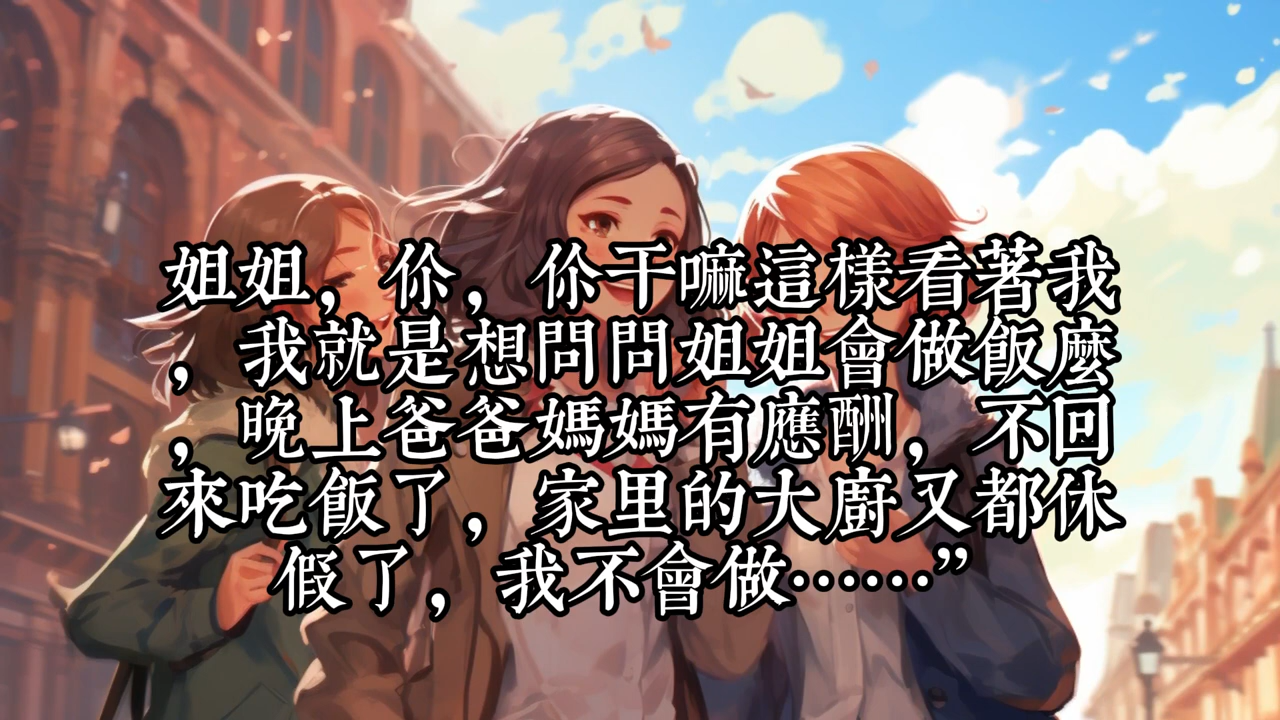 姐姐，伱，伱干嘛這樣看著我
，我就是想問問姐姐會做飯麼
，晚上爸爸媽媽有應酬，不回
來吃飯了，家里的大廚又都休
假了，我不會做……”